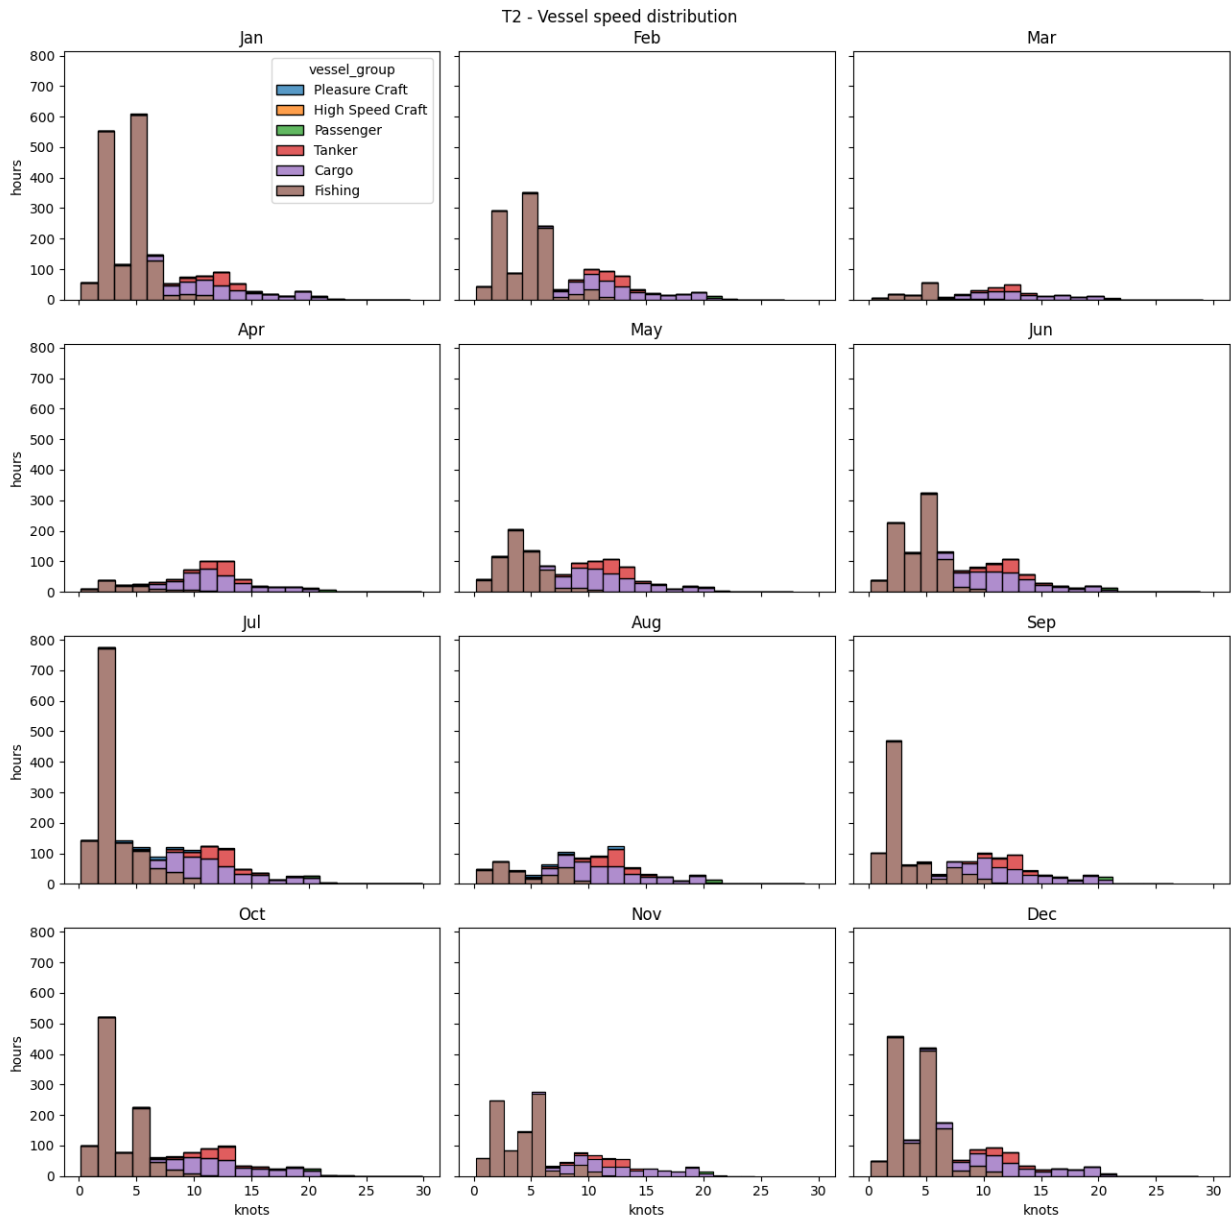 T2 - Vessel speed distribution
Jan
Feb
Mar
800
700
600
500
400
300
200
100
0
hours
vessel_group
Pleasure Craft
High Speed Craft
Passenger
Tanker
Cargo
Fishing
Apr
May
Jun
800
700
600
500
400
300
200
100
0
hours
Jul
Aug
Sep
800
700
600
500
400
300
200
100
0
hours
Oct
Nov
Dec
800
700
600
500
400
300
200
100
0
hours
0 5 10 15 20 25 30
0 5 10 15 20 25 30
0 5 10 15 20 25 30
knots
knots
knots